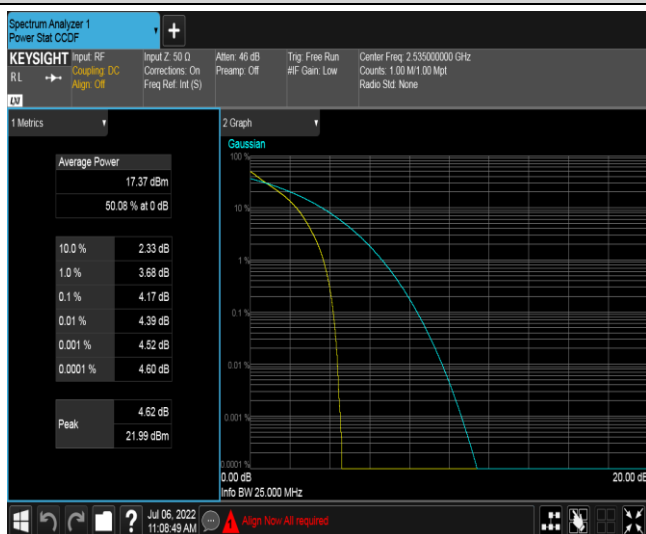 Spectrum Analyzer 1
Power Stat CCDF
+
KEYSIGHT
RL
LXI
Input: RF
Coupling: DC
Align: Off
Input Z: 50 Ω
Corrections: On
Freq Ref: Int (S)
Atten: 46 dB
Preamp: Off
Trig: Free Run
#IF Gain: Low
Center Freq: 2.535000000 GHz
Counts: 1.00 M/1.00 Mpt
Radio Std: None
1 Metrics
Average Power
17.37 dBm
50.08 % at 0 dB
10.0 % 2.33 dB
1.0 % 3.68 dB
0.1 % 4.17 dB
0.01 % 4.39 dB
0.001 % 4.52 dB
0.0001 % 4.60 dB
Peak
4.62 dB
21.99 dBm
2 Graph
Gaussian
100 %
10 %
1 %
0.1 %
0.01 %
0.001 %
0.0001 %
0.00 dB 20.00 dB
Info BW 25.000 MHz
?
Jul 06, 2022
11:08:49 AM
Align Now All required